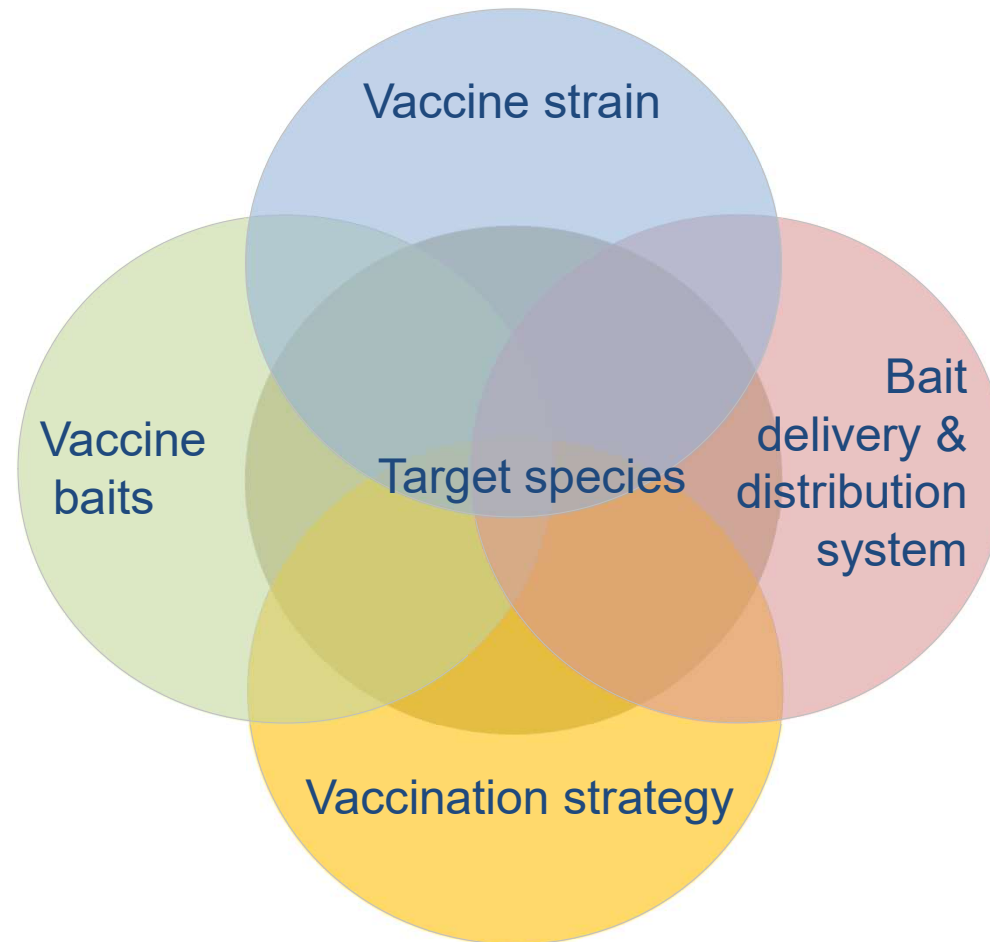 Vaccine strain
Vaccine
baits
Target species
Bait
delivery &
distribution
system
Vaccination strategy